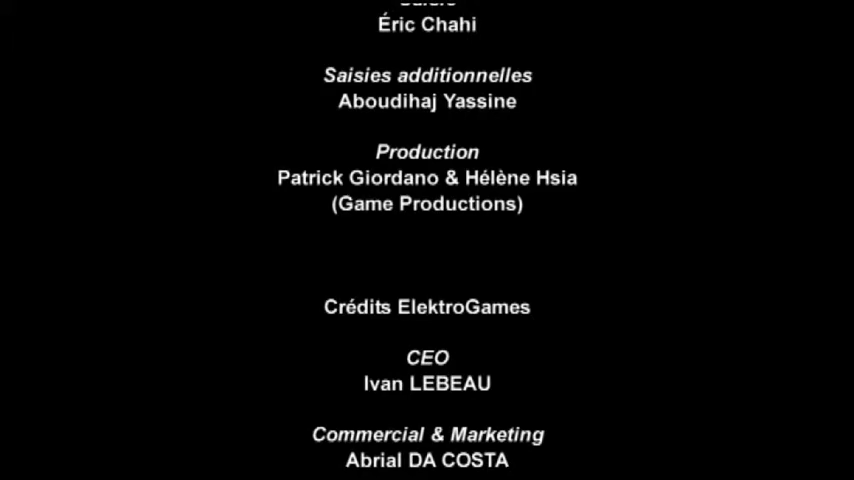 Éric Chahi
Saisies additionnelles
Aboudihaj Yassine
Production
Patrick Giordano & Hélène Hsia
(Game Productions)
Crédits ElektroGames
CEO
Ivan LEBEAU
Commercial & Marketing
Abrial DA COSTA